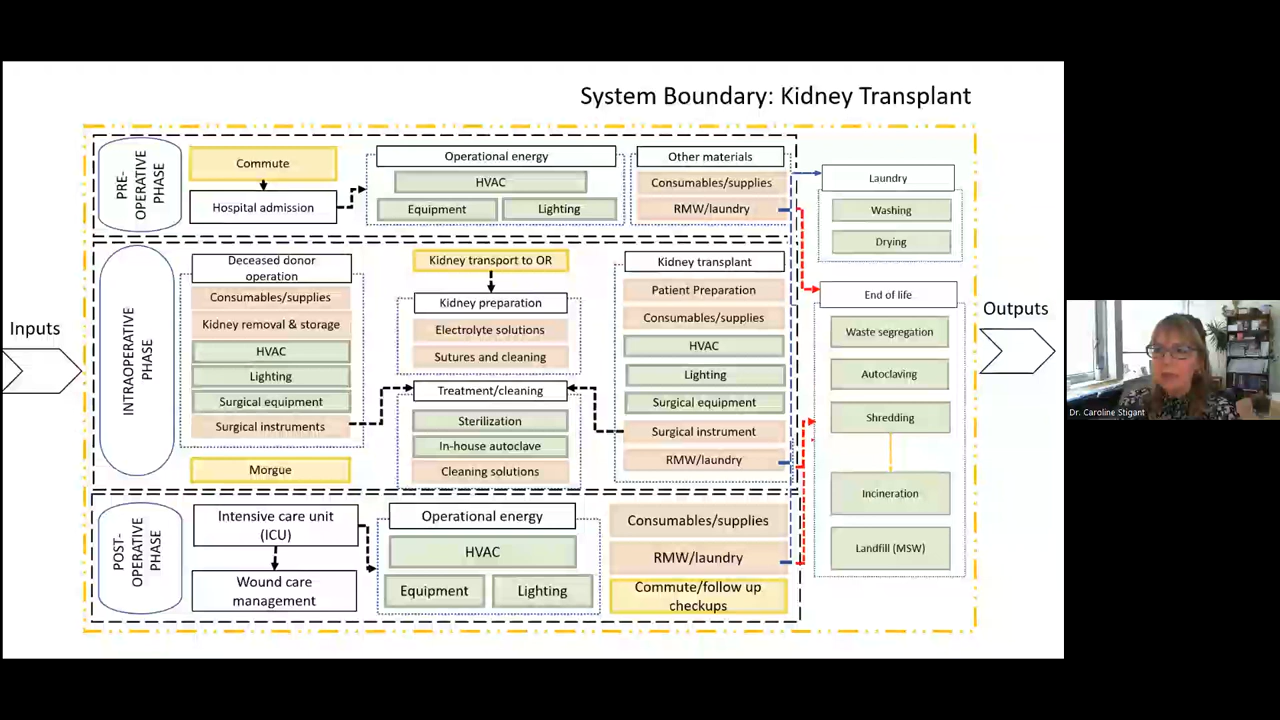 System Boundary: Kidney Transplant
Inputs
Outputs
PRE-
OPERATIVE
PHASE
Commute
Hospital admission
Operational energy
HVAC
Equipment
Lighting
Other materials
Consumables/supplies
RMW/laundry
Laundry
Washing
Drying
INTRAOPERATIVE
PHASE
Deceased donor
operation
Consumables/supplies
Kidney removal & storage
HVAC
Lighting
Surgical equipment
Surgical instruments
Morgue
Kidney transport to OR
Kidney preparation
Electrolyte solutions
Sutures and cleaning
Treatment/cleaning
Sterilization
In-house autoclave
Cleaning solutions
Kidney transplant
Patient Preparation
Consumables/supplies
HVAC
Lighting
Surgical equipment
Surgical instrument
RMW/laundry
End of life
Waste segregation
Autoclaving
Shredding
Incineration
Landfill (MSW)
POST-
OPERATIVE
PHASE
Intensive care unit
(ICU)
Wound care
management
Operational energy
HVAC
Equipment
Lighting
Consumables/supplies
RMW/laundry
Commute/follow up
checkups
Dr. Caroline Stigant